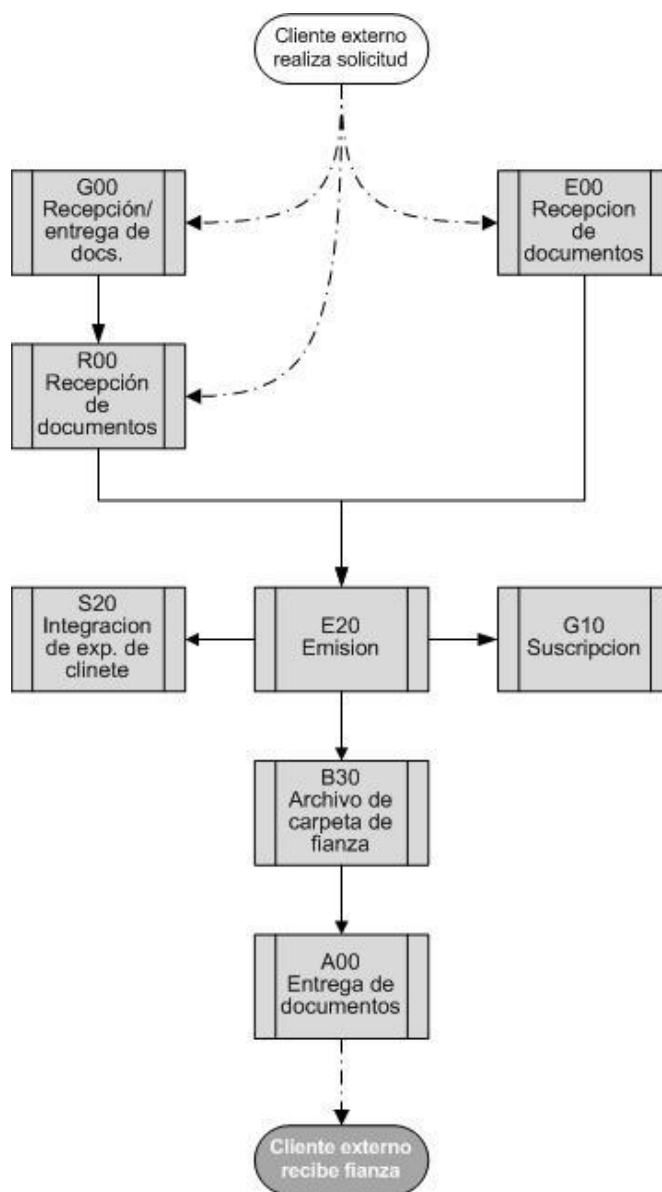 Cliente externo
realiza solicitud
G00
Recepción/
entrega de
docs.
E00
Recepcion
de
documentos
R00
Recepción
de
documentos
S20
Integracion
de exp. de
clinete
E20
Emision
G10
Suscripcion
B30
Archivo de
carpeta de
fianza
A00
Entrega de
documentos
Cliente externo
recibe fianza